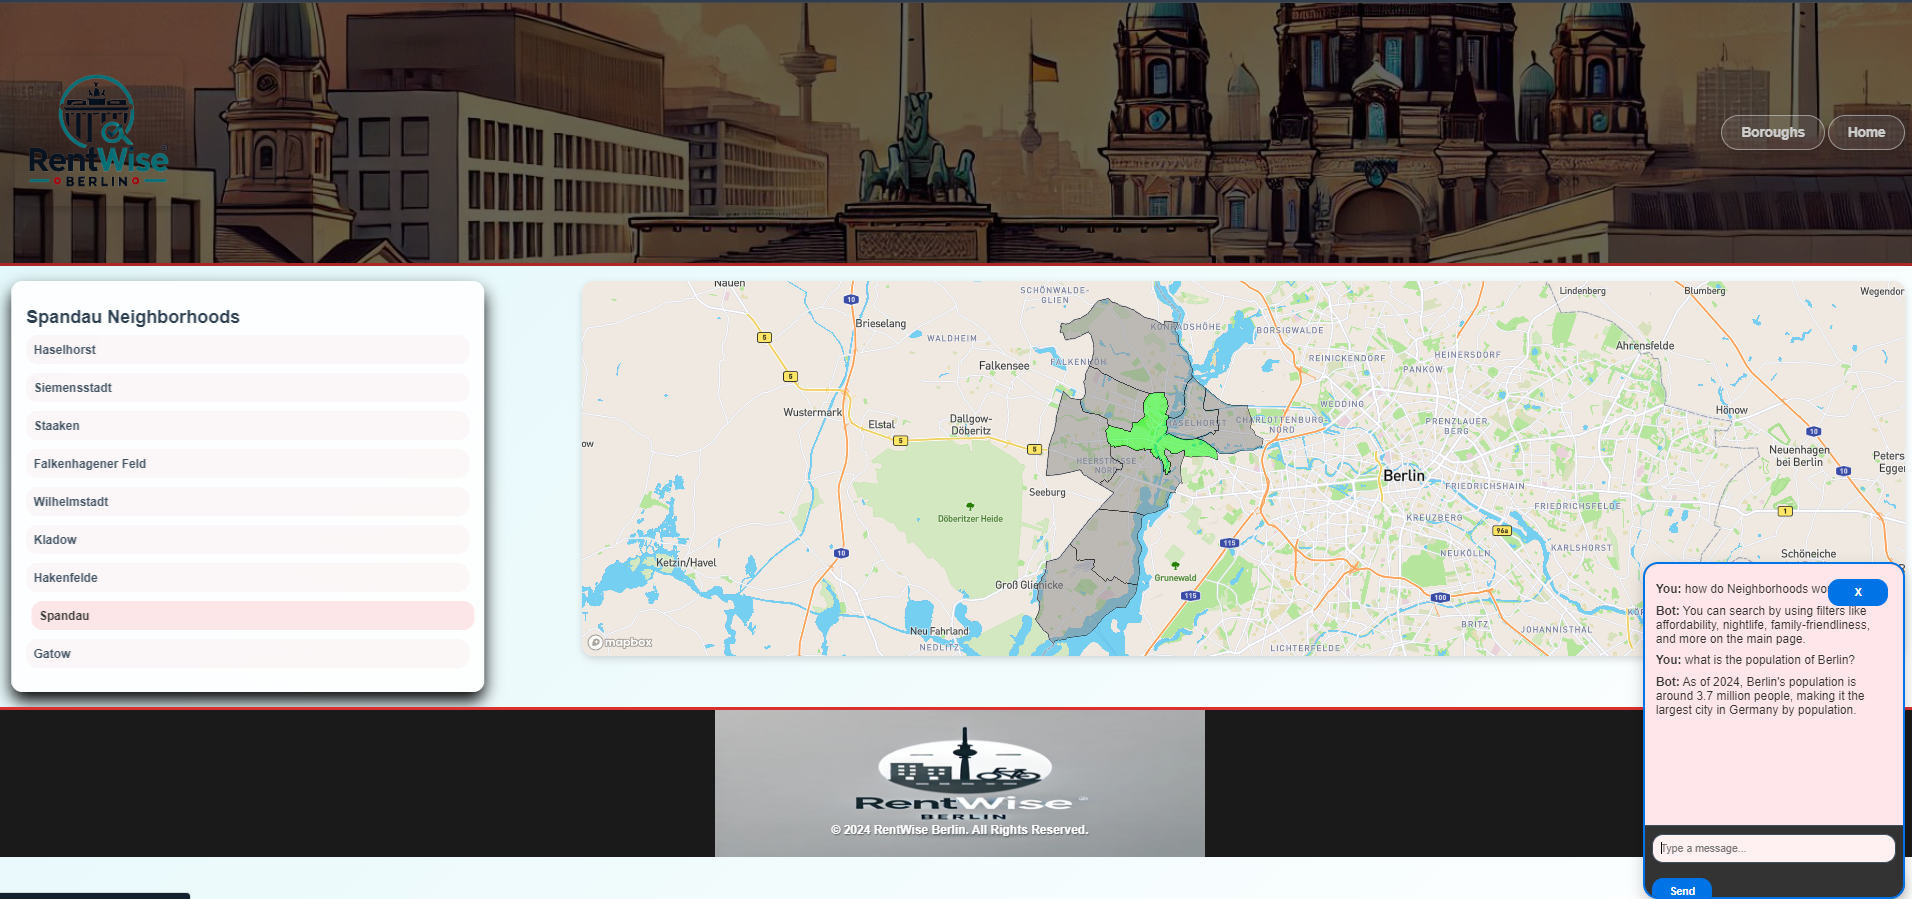 RentWise
BERLIN
Boroughs
Home
Spandau Neighborhoods
Haselhorst
Siemensstadt
Staaken
Falkenhagener Feld
Wilhelmstadt
Kladow
Hakenfelde
Spandau
Gatow
Nauen
SCHÖNWALDE-
GLIEN
Lindenberg
Blumberg
Wegendor
10
Brieselang
KONRADSHÖHE
BORSIGWALDE
5
WALDHEIM
Ahrensfelde
REINICKENDORF
HEINERSDORF
Falkensee
FALKENHÖH
PANKOW
5
Wustermark
WEDDING
Hönow
Elstal
Dallgow-
Döberitz
HASELHORST
CHARLOTTENBURG-
NORD
PRENZLAUER
BERG
10
ow
5
5
Neuenhagen
bei Berlin
Peters
Egger
HEERSTRASSE
NORD
10
Berlin
Seeburg
FRIEDRICHSHAIN
Döberitzer Heide
FRIEDRICHSFELDE
1
KREUZBERG
96a
115
10
NEUKÖLLN
KARLSHORST
Schöneiche
Ketzin/Havel
Grunewald
Groß Glienicke
115
100
BRITZ
JOHANNISTHAL
Neu Fahrland
NEDLITZ
LICHTERFELDE
mapbox
You: how do Neighborhoods wo
X
Bot: You can search by using filters like
affordability, nightlife, family-friendliness,
and more on the main page.
You: what is the population of Berlin?
Bot: As of 2024, Berlin's population is
around 3.7 million people, making it the
largest city in Germany by population.
Type a message...
Send
RentWise
BERLIN
© 2024 RentWise Berlin. All Rights Reserved.